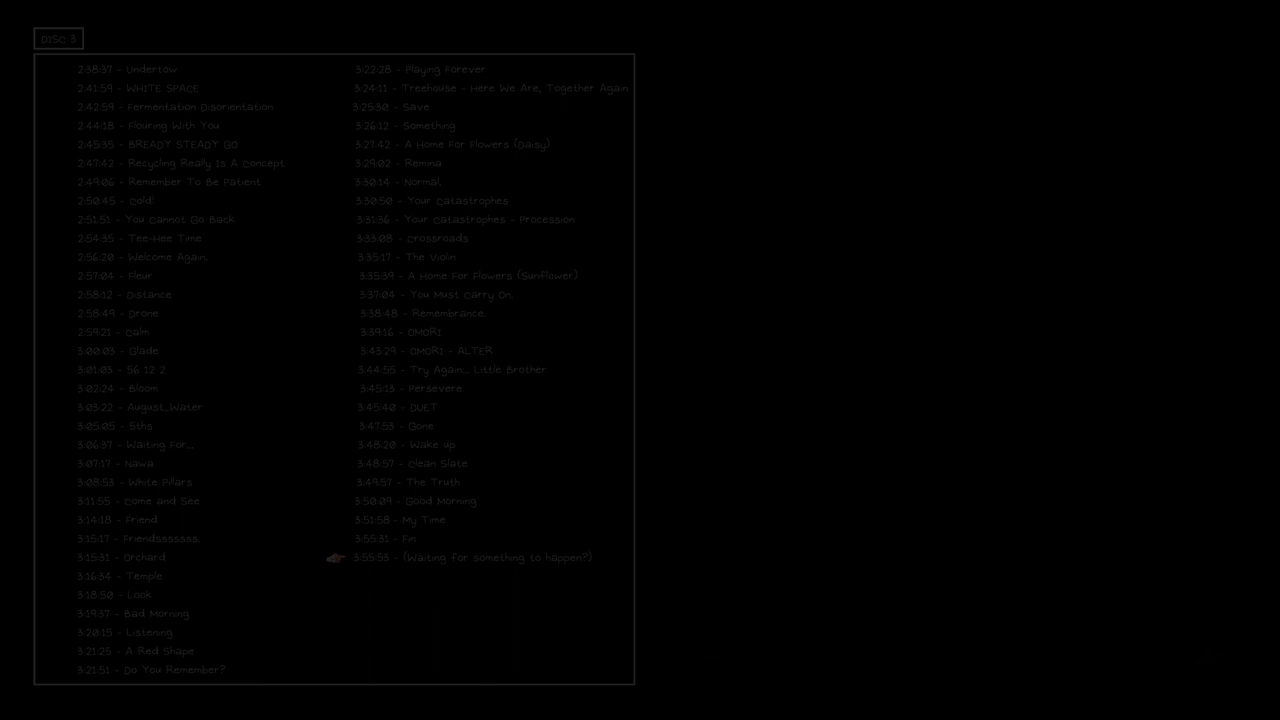 DISC 3
2:38:37 - Undertow
2:41:59 - WHITE SPACE
2:42:59 - Fermentation Disorientation
2:44:18 - Flouring With You
2:45:35 - BREADY STEADY GO
2:47:42 - Recycling Really Is A Concept
2:49:06 - Remember To Be Patient
2:50:45 - Cold!
2:51:51 - You Cannot Go Back
2:54:35 - Tee-Hee Time
2:56:20 - Welcome Again.
2:57:04 - Fleur
2:58:12 - Distance
2:58:49 - Drone
2:59:21 - Calm
3:00:03 - Glade
3:01:03 - 56 12 2
3:02:24 - Bloom
3:03:22 - August_Water
3:05:05 - 5ths
3:06:37 - Waiting For...
3:07:17 - Nawa
3:08:53 - White Pillars
3:11:55 - Come and See
3:14:18 - Friend
3:15:17 - Friendsssssss.
3:15:31 - Orchard
3:16:34 - Temple
3:18:50 - Look
3:19:37 - Bad Morning
3:20:15 - Listening
3:21:25 - A Red Shape
3:21:51 - Do You Remember?
3:22:28 - Playing Forever
3:24:11 - Treehouse - Here We Are, Together Again
3:25:30 - Save
3:26:12 - Something
3:27:42 - A Home For Flowers (Daisy)
3:29:02 - Remina
3:30:14 - Normal.
3:30:50 - Your Catastrophes
3:31:36 - Your Catastrophes - Procession
3:33:08 - Crossroads
3:35:17 - The Violin
3:35:39 - A Home For Flowers (Sunflower)
3:37:04 - You Must Carry On.
3:38:48 - Remembrance.
3:39:16 - OMORI
3:43:29 - OMORI - ALTER
3:44:55 - Try Again... Little Brother
3:45:13 - Persevere
3:45:40 - DUET
3:47:53 - Gone
3:48:20 - Wake up
3:48:57 - Clean Slate
3:49:57 - The Truth
3:50:09 - Good Morning
3:51:58 - My Time
3:55:31 - Fin
3:55:53 - (Waiting for something to happen?)